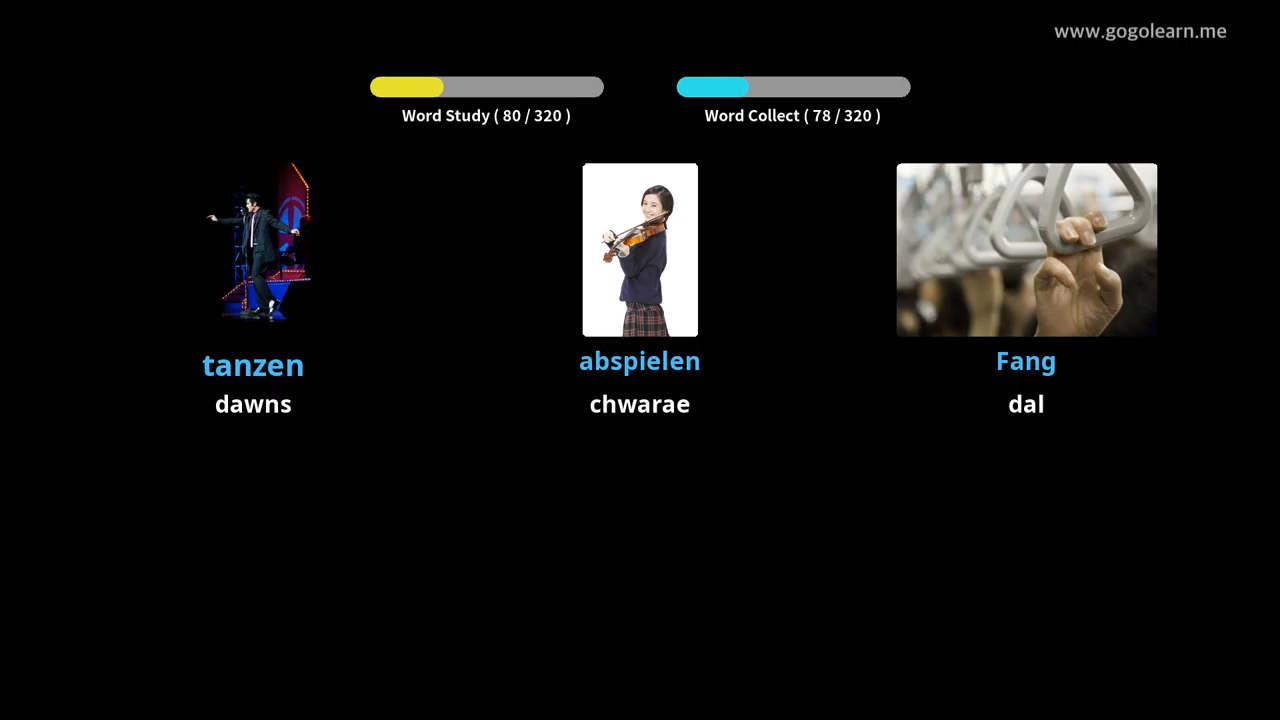 www.gogolearn.me
Word Study ( 80 / 320 )
Word Collect ( 78 / 320 )
tanzen
abspielen
Fang
dawns
chwarae
dal